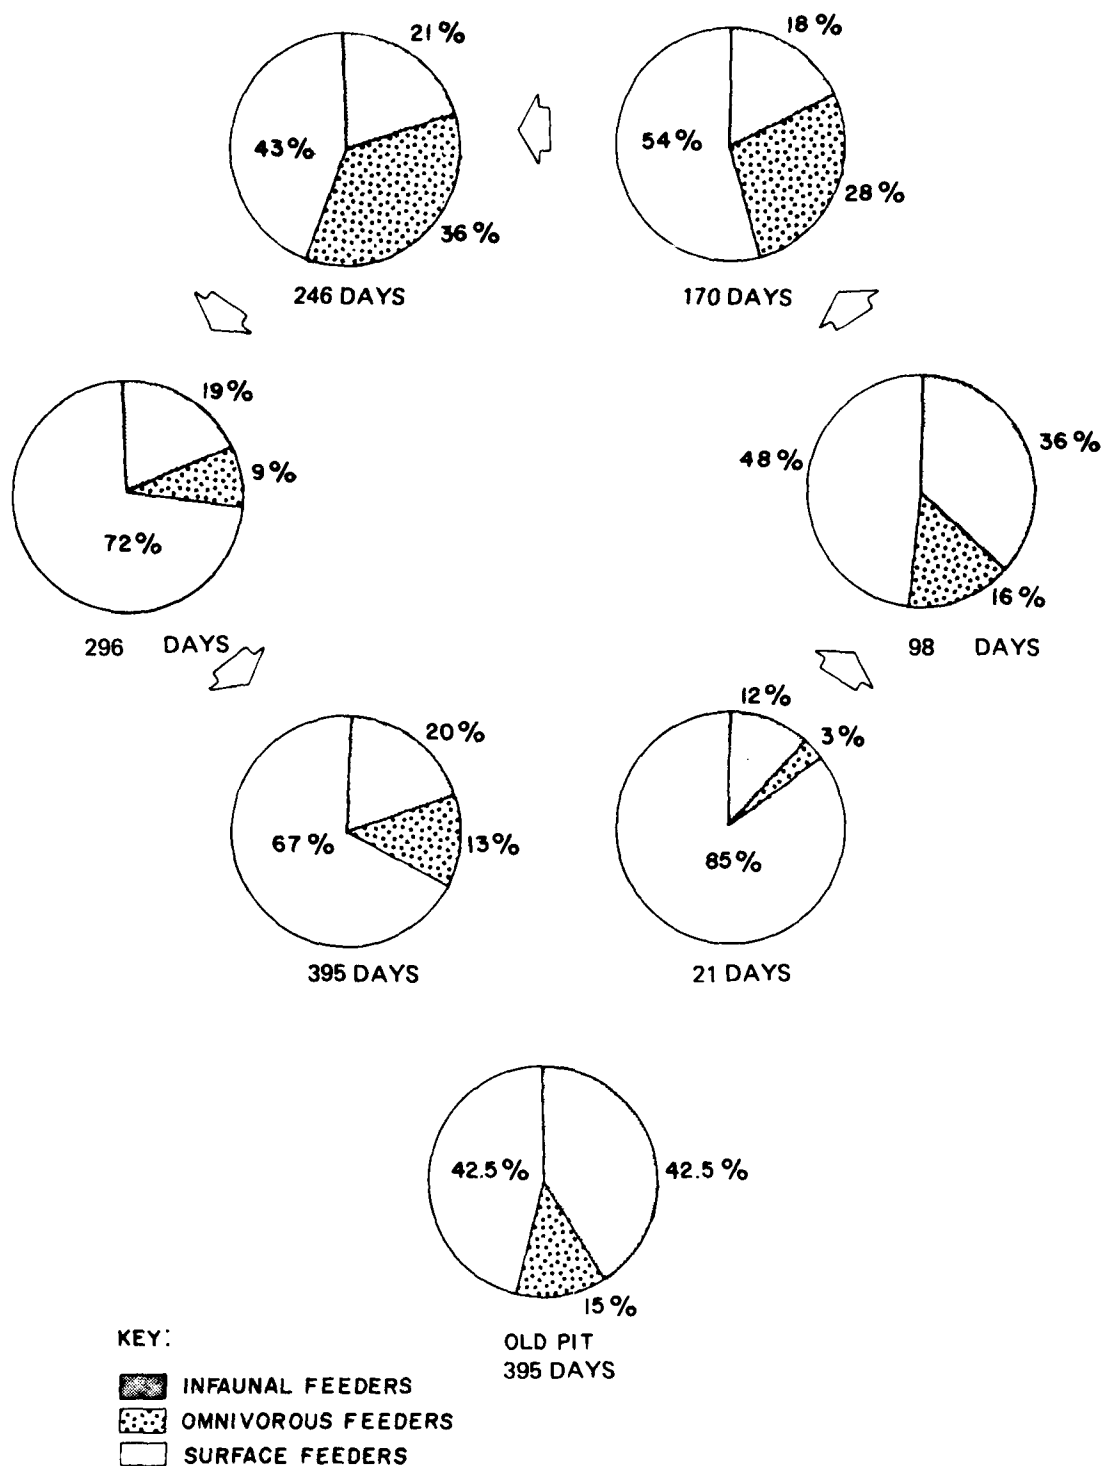 21%
43%
36%
246 DAYS
18%
54%
28%
170 DAYS
19%
9%
72%
296 DAYS
36%
48%
16%
98 DAYS
20%
67%
13%
395 DAYS
12%
3%
85%
21 DAYS
42.5%
42.5%
15%
OLD PIT
395 DAYS
KEY:
INFAUNAL FEEDERS
OMNIVOROUS FEEDERS
SURFACE FEEDERS